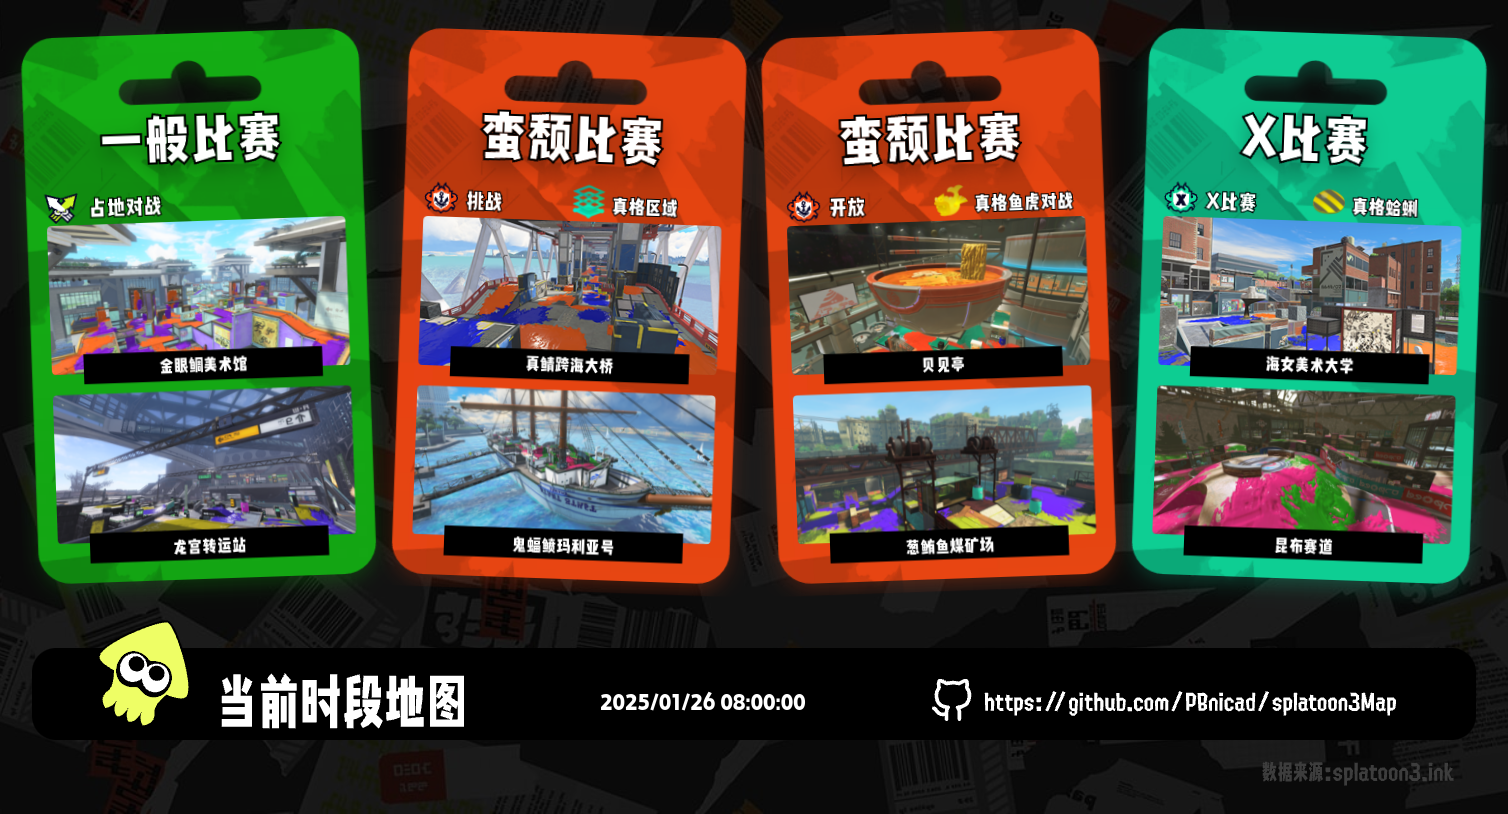 一般比赛
占地对战
金眼鲷美术馆
龙宫转运站
蛮颓比赛
挑战
真格区域
真鲭跨海大桥
鬼蝠鲼玛利亚号
蛮颓比赛
开放
真格鱼虎对战
贝见亭
葱鲔鱼煤矿场
X比赛
X比赛
真格蛤蜊
海女美术大学
昆布赛道
当前时段地图
2025/01/26 08:00:00
https://github.com/PBnicad/splatoon3Map
数据来源:splatoon3.ink